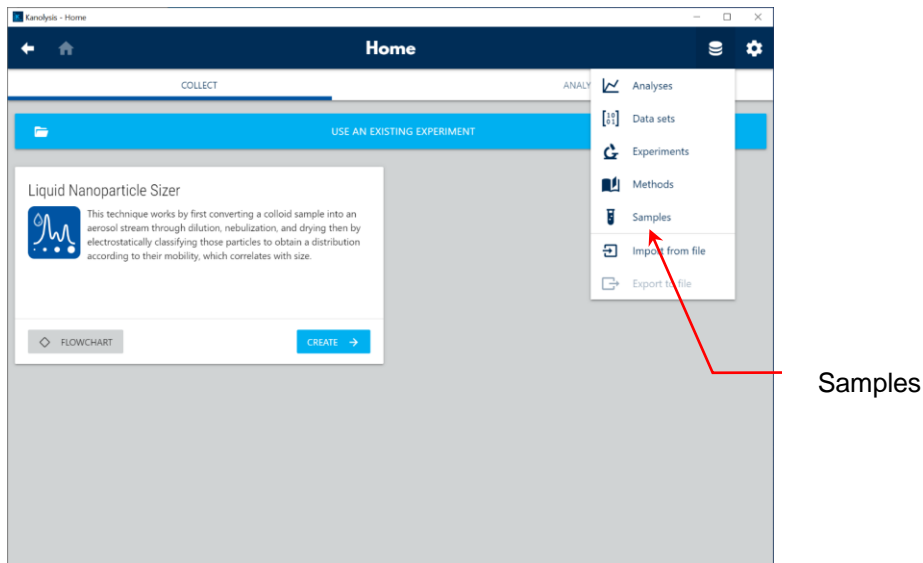 Kanolysis - Home
Home
COLLECT
ANALY
USE AN EXISTING EXPERIMENT
Liquid Nanoparticle Sizer
This technique works by first converting a colloid sample into an
aerosol stream through dilution, nebulization, and drying then by
electrostatically classifying those particles to obtain a distribution
according to their mobility, which correlates with size.
FLOWCHART
CREATE
Analyses
Data sets
Experiments
Methods
Samples
Import from file
Export to file
Samples